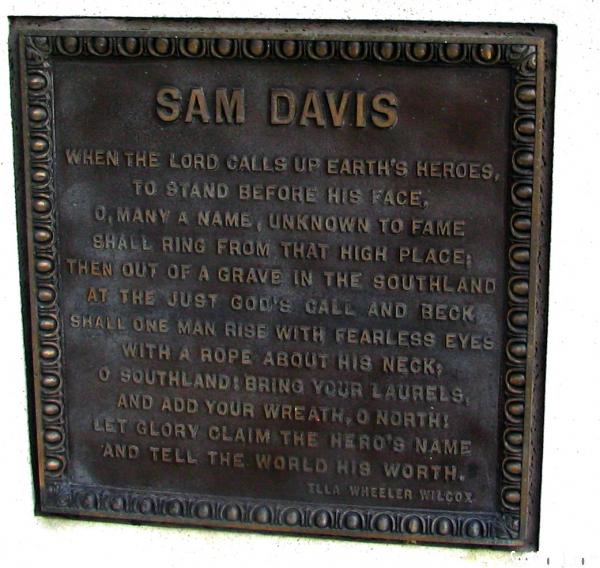 SAM DAVIS
WHEN THE LORD CALLS UP EARTH'S HEROES,
TO STAND BEFORE HIS FACE,
O, MANY A NAME, UNKNOWN TO FAME
SHALL RING FROM THAT HIGH PLACE;
THEN OUT OF A GRAVE IN THE SOUTHLAND
AT THE JUST GOD'S CALL AND BECK
SHALL ONE MAN RISE WITH FEARLESS EYES
WITH A ROPE ABOUT HIS NECK;
O SOUTHLAND! BRING YOUR LAURELS,
AND ADD YOUR WREATH, O NORTH!
LET GLORY CLAIM THE HERO'S NAME
AND TELL THE WORLD HIS WORTH.
ELLA WHEELER WILCOX